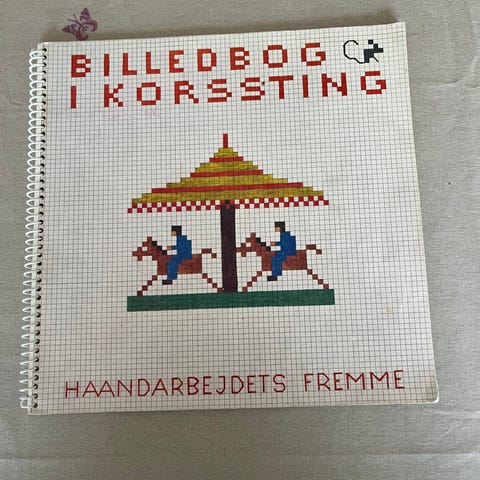 BILLEDBOG
I KORSSTING
HAANDARBEJDETS FREMME